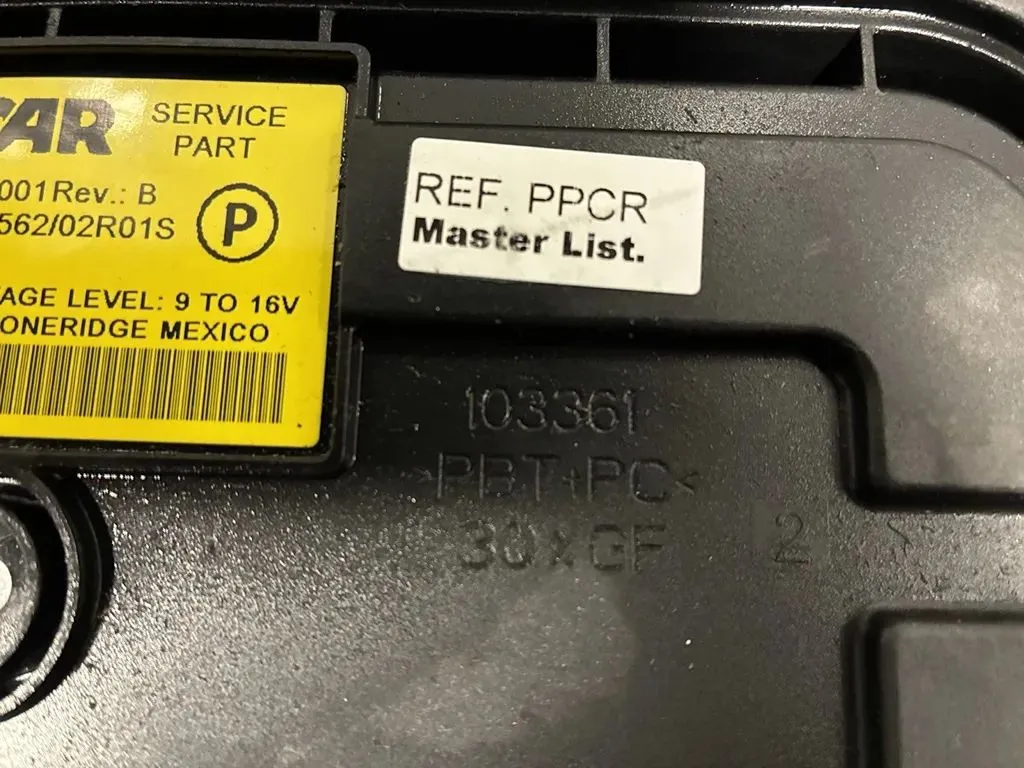 CAR
SERVICE
PART
001Rev.: B
562/02R01S
P
AGE LEVEL: 9 TO 16V
ONERIDGE MEXICO
REF. PPCR
Master List.
103361
>PBT+PC<
30%GF
2